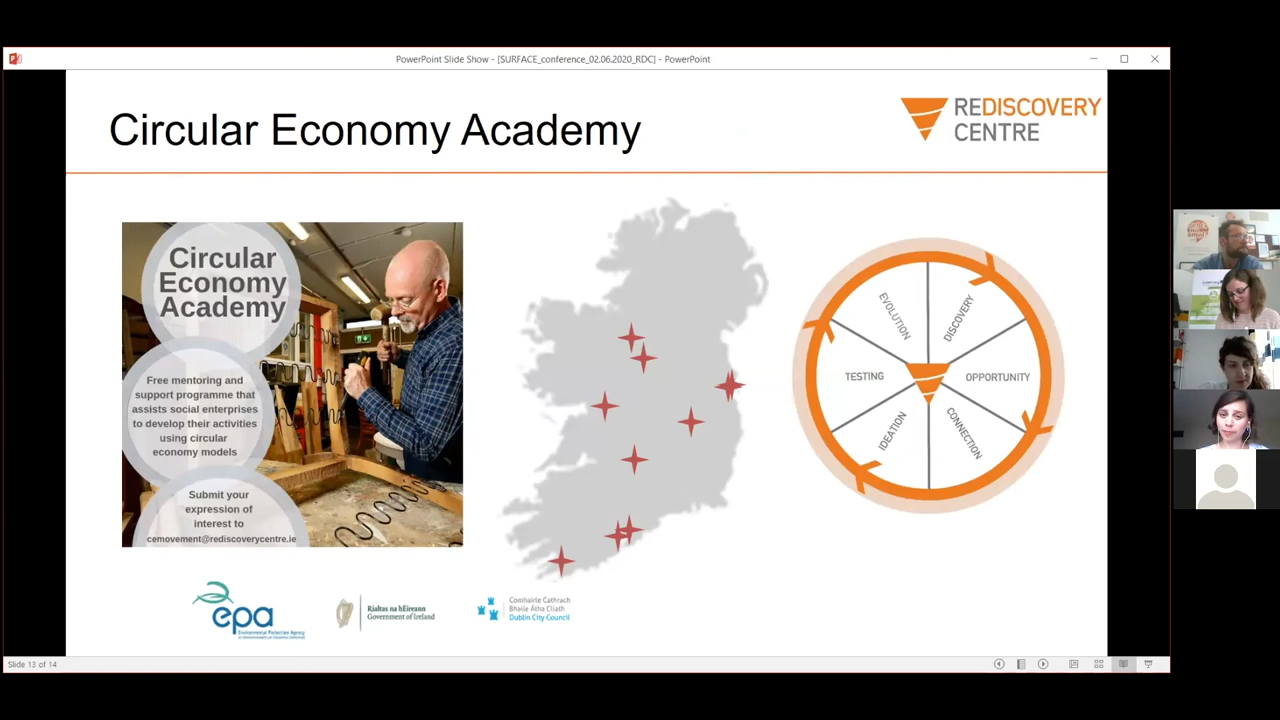 PowerPoint Slide Show - [SURFACE_conference_02.06.2020_RDC] - PowerPoint
Circular Economy Academy
REDISCOVERY
CENTRE
Circular
Economy
Academy
Free mentoring and
support programme that
assists social enterprises
to develop their activities
using circular
economy models
Submit your
expression of
interest to
cemovement@rediscoverycentre.ie
EVOLUTION
DISCOVERY
TESTING
OPPORTUNITY
IDEATION
CONNECTION
epa
Environmental Protection Agency
Rialtas na hÉireann
Government of Ireland
Comhairle Cathrach
Bhaile Átha Cliath
Dublin City Council
Slide 13 of 14